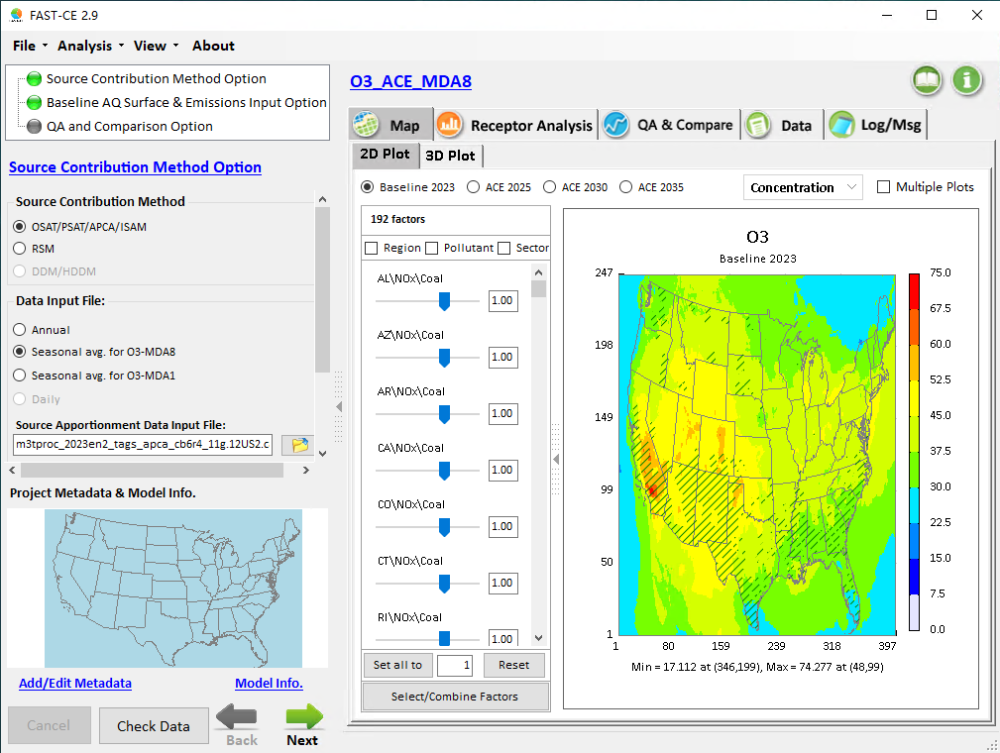 FAST-CE 2.9
File Analysis View About
Source Contribution Method Option
Baseline AQ Surface & Emissions Input Option
QA and Comparison Option
Source Contribution Method Option
Source Contribution Method
OSAT/PSAT/APCA/ISAM
RSM
DDM/HDDM
Data Input File:
Annual
Seasonal avg. for O3-MDA8
Seasonal avg. for O3-MDA1
Daily
Source Apportionment Data Input File:
m3tproc_2023en2_tags_apca_cb6r4_11g.12US2.c
Project Metadata & Model Info.
Add/Edit Metadata Model Info.
Cancel Check Data Back Next
O3_ACE_MDA8
Map Receptor Analysis QA & Compare Data Log/Msg
2D Plot 3D Plot
Baseline 2023 ACE 2025 ACE 2030 ACE 2035 Concentration Multiple Plots
192 factors
Region Pollutant Sector
AL\NOx\Coal
1.00
AZ\NOx\Coal
1.00
AR\NOx\Coal
1.00
CA\NOx\Coal
1.00
CO\NOx\Coal
1.00
CT\NOx\Coal
1.00
RI\NOx\Coal
1.00
Set all to 1 Reset
Select/Combine Factors
O3
Baseline 2023
247
198
149
99
50
1
1 80 159 239 318 397
75.0
67.5
60.0
52.5
45.0
37.5
30.0
22.5
15.0
7.5
0.0
Min = 17.112 at (346,199), Max = 74.277 at (48,99)